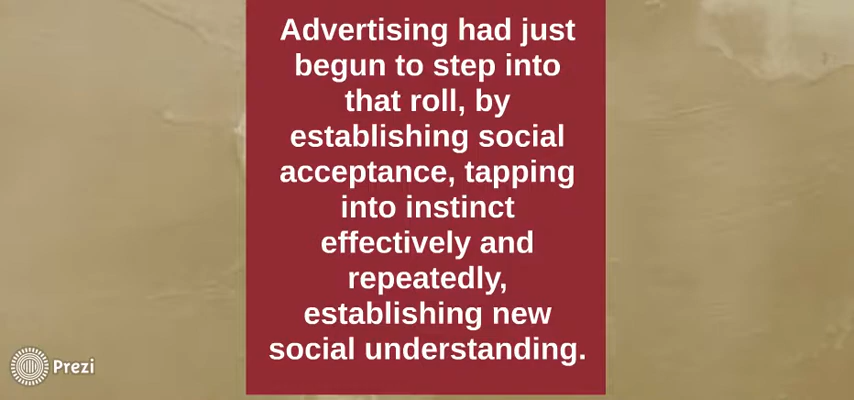 Advertising had just
begun to step into
that roll, by
establishing social
acceptance, tapping
into instinct
effectively and
repeatedly,
establishing new
social understanding.
Prezi